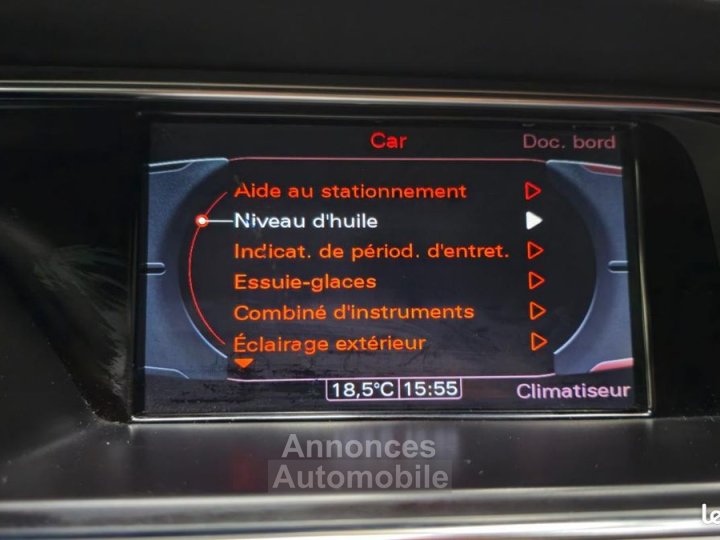 Car
Doc. bord
Aide au stationnement
Niveau d'huile
Indicat. de périod. d'entret.
Essuie-glaces
Combiné d'instruments
Éclairage extérieur
18,5°C 15:55
Climatiseur
Annonces
Automobile
le